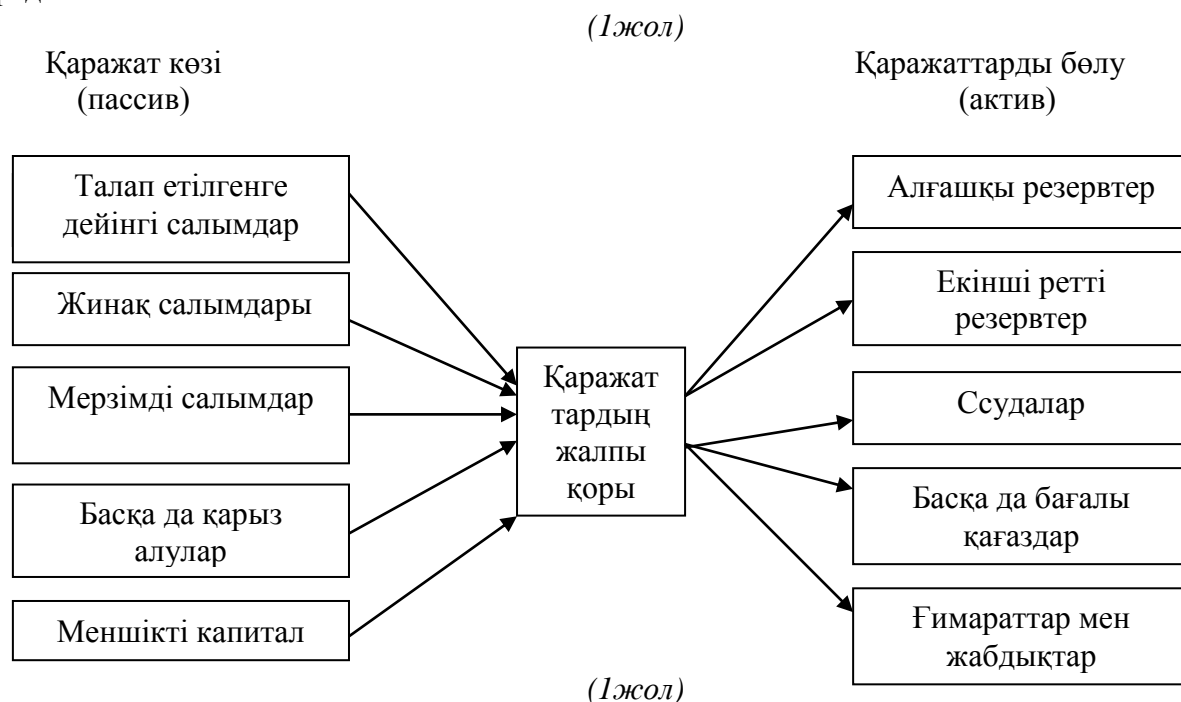 (1жол)
Қаражат көзі
(пассив)
Қаражаттарды бөлу
(актив)
Талап етілгенге
дейінгі салымдар
Жинақ салымдары
Мерзімді салымдар
Басқа да қарыз
алулар
Меншікті капитал
Қаражат
тардың
жалпы
қоры
Алғашқы резервтер
Екінші ретті
резервтер
Ссудалар
Басқа да бағалы
қағаздар
Ғимараттар мен
жабдықтар
(1жол)